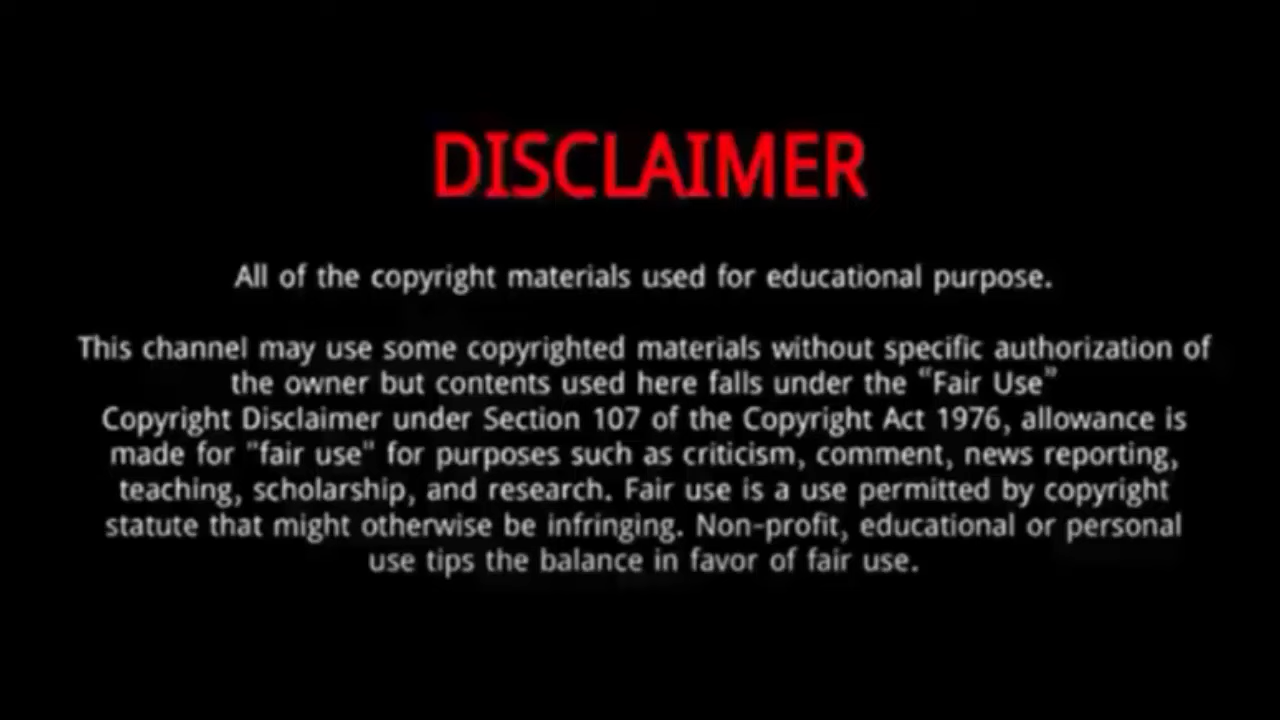 DISCLAIMER
All of the copyright materials used for educational purpose.
This channel may use some copyrighted materials without specific authorization of
the owner but contents used here falls under the “Fair Use”
Copyright Disclaimer under Section 107 of the Copyright Act 1976, allowance is
made for "fair use" for purposes such as criticism, comment, news reporting,
teaching, scholarship, and research. Fair use is a use permitted by copyright
statute that might otherwise be infringing. Non-profit, educational or personal
use tips the balance in favor of fair use.